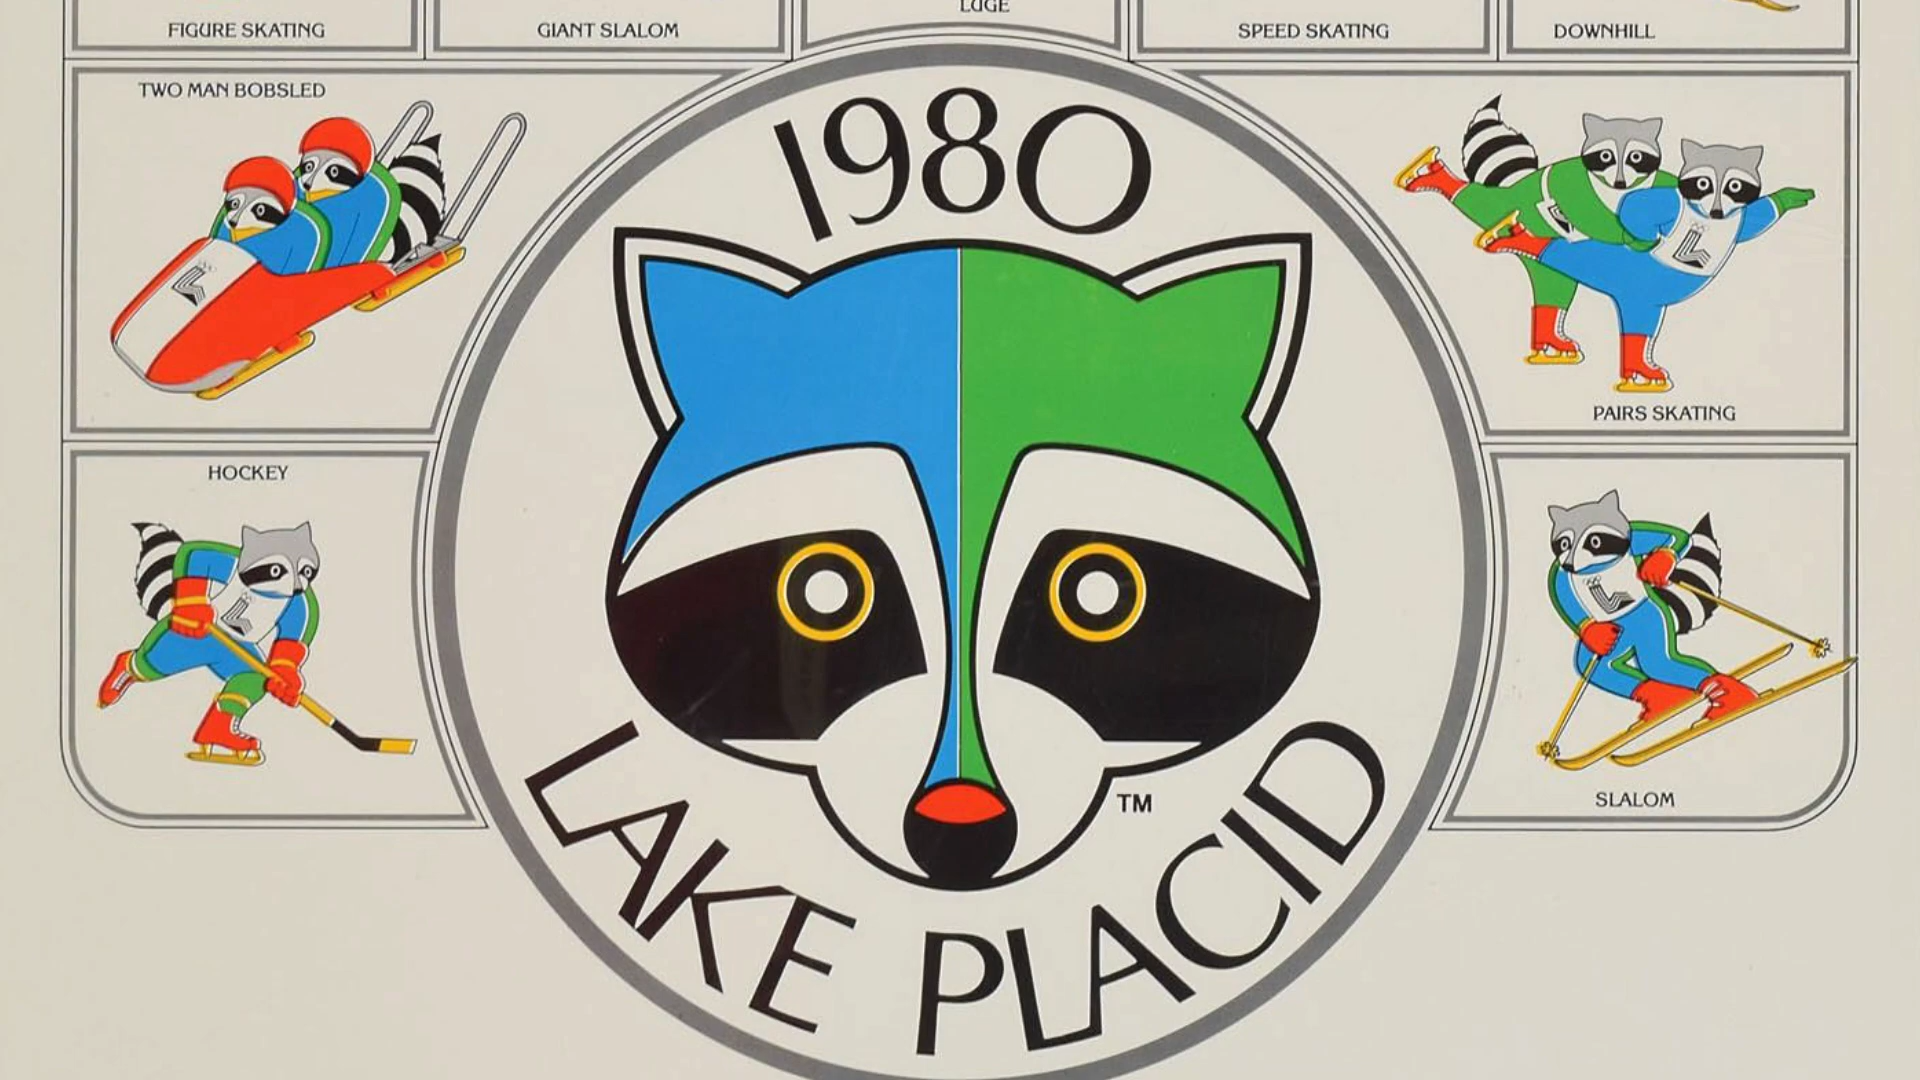 FIGURE SKATING
GIANT SLALOM
LUGE
SPEED SKATING
DOWNHILL
TWO MAN BOBSLED
1980
PAIRS SKATING
HOCKEY
SLALOM
TM
LAKE PLACID